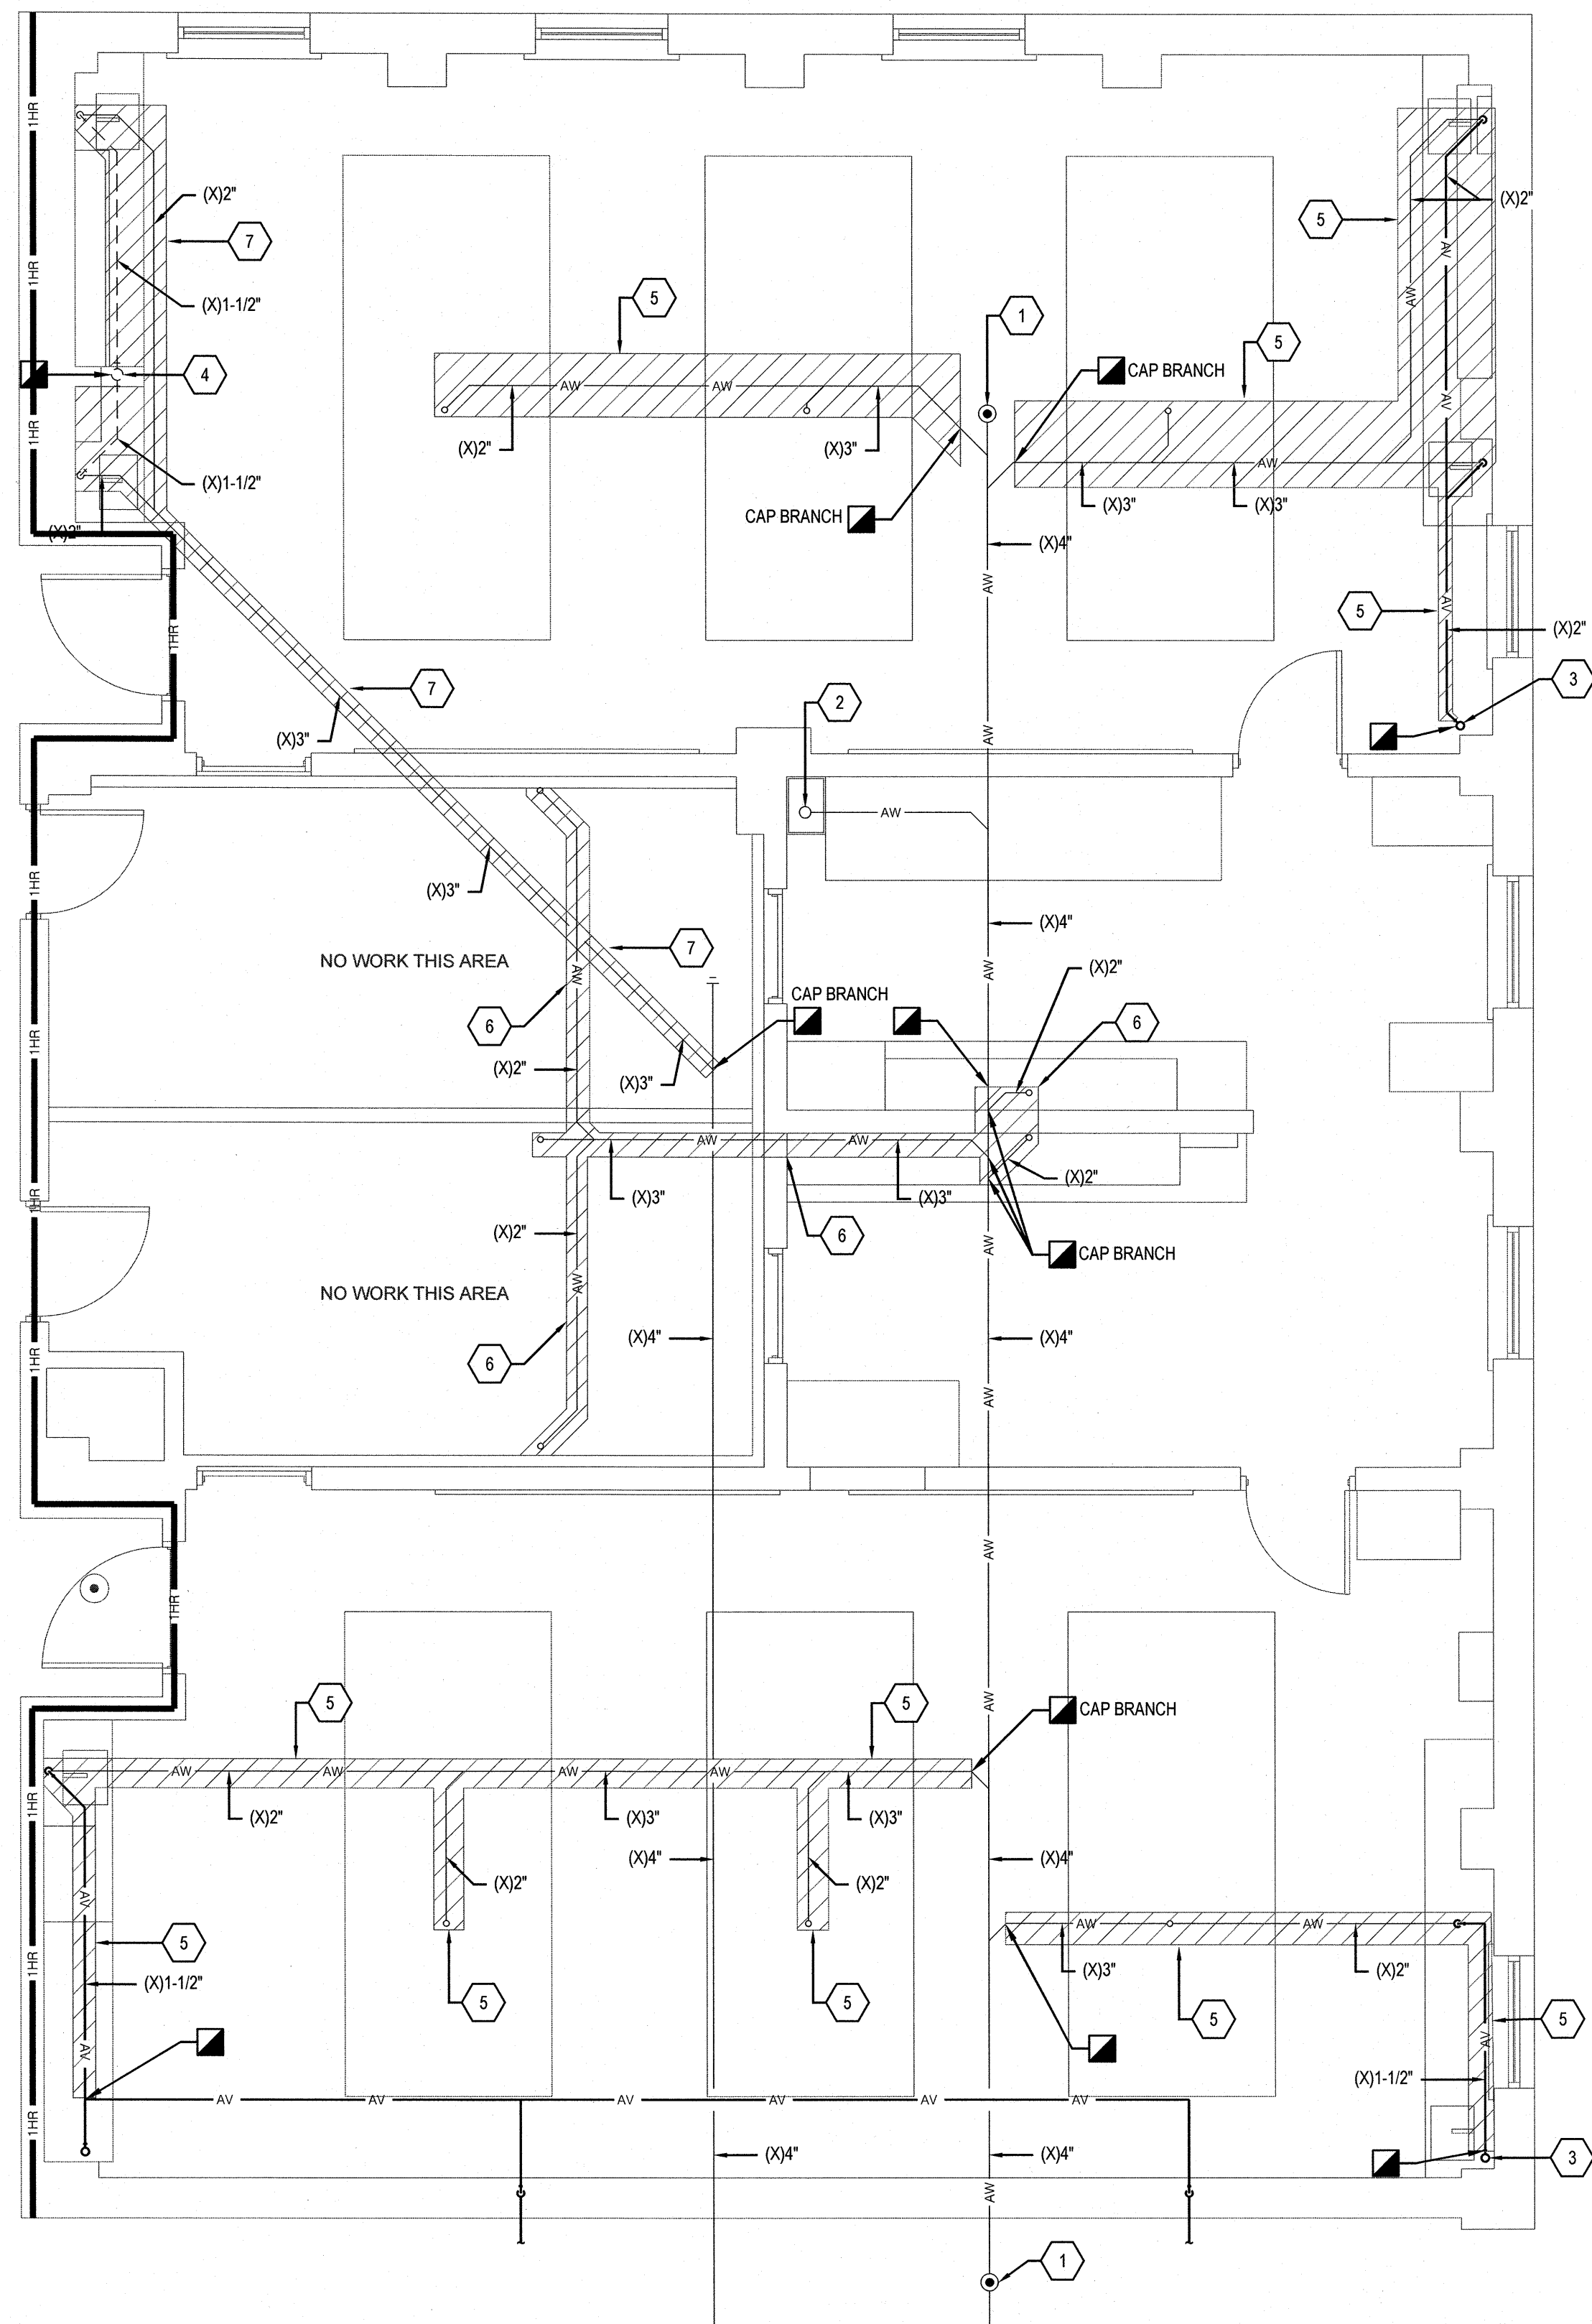 1HR
(X)2"
(X)2"
7
5
1HR
AV
5
(X)1-1/2"
5
1
AW
5
CAP BRANCH
4
AW
AW
AV
1HR
(X)2"
(X)3"
AW
(X)1-1/2"
(X)3"
(X)3"
CAP BRANCH
(X)2"
(X)4"
AW
5
AV
(X)2"
1HR
7
3
2
(X)3"
AW
AW
1HR
(X)3"
(X)4"
7
NO WORK THIS AREA
AW
AW
(X)2"
CAP BRANCH
6
6
1HR
(X)2"
(X)3"
AW
AW
(X)2"
(X)3"
(X)3"
1HR
(X)2"
6
AW
CAP BRANCH
AW
NO WORK THIS AREA
(X)4"
(X)4"
1HR
6
AW
AW
1HR
AW
5
5
CAP BRANCH
AW
AW
AW
AW
1HR
(X)2"
(X)3"
(X)3"
(X)4"
(X)4"
AV
(X)2"
(X)2"
AW
AW
5
1HR
(X)3"
(X)2"
(X)1-1/2"
5
5
5
5
AV
AV
(X)1-1/2"
AV
AV
AV
AV
AV
AV
1HR
(X)4"
(X)4"
3
AW
1